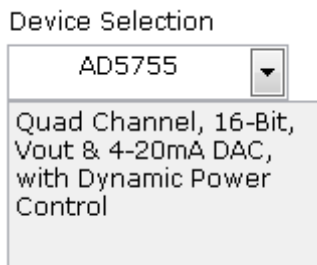 Device Selection
AD5755
Quad Channel, 16-Bit,
Vout & 4-20mA DAC,
with Dynamic Power
Control